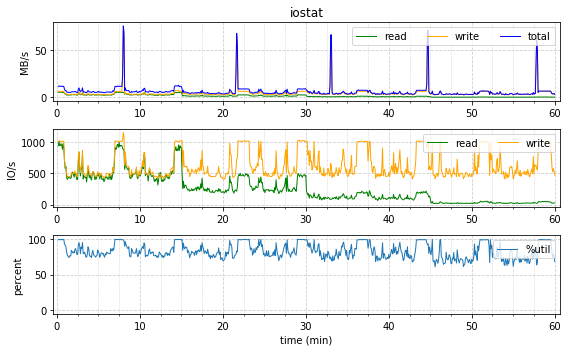 iostat
read write total
MB/s
50
0
0 10 20 30 40 50 60
read write
IO/s
1000
500
0
0 10 20 30 40 50 60
%util
percent
100
50
0
0 10 20 30 40 50 60
time (min)